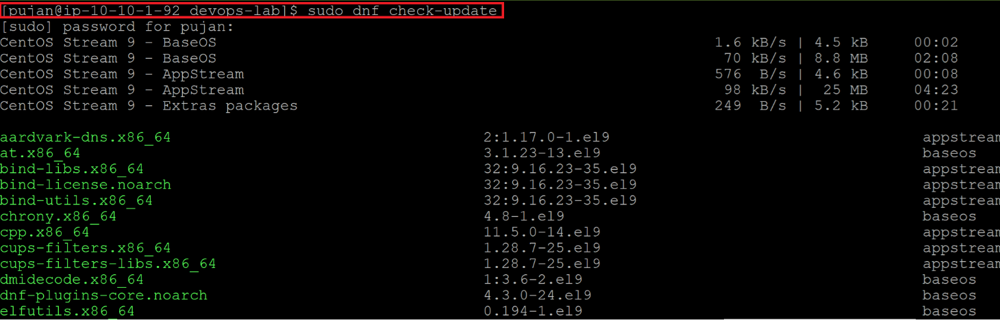 [pujan@ip-10-10-1-92 devops-lab]$ sudo dnf check-update
[sudo] password for pujan:
CentOS Stream 9 - BaseOS 1.6 kB/s | 4.5 kB 00:02
CentOS Stream 9 - BaseOS 70 kB/s | 8.8 MB 02:08
CentOS Stream 9 - AppStream 576 B/s | 4.6 kB 00:08
CentOS Stream 9 - AppStream 98 kB/s | 25 MB 04:23
CentOS Stream 9 - Extras packages 249 B/s | 5.2 kB 00:21
aardvark-dns.x86_64 2:1.17.0-1.el9 appstream
at.x86_64 3.1.23-13.el9 baseos
bind-libs.x86_64 32:9.16.23-35.el9 appstream
bind-license.noarch 32:9.16.23-35.el9 appstream
bind-utils.x86_64 32:9.16.23-35.el9 appstream
chrony.x86_64 4.8-1.el9 baseos
cpp.x86_64 11.5.0-14.el9 appstream
cups-filters.x86_64 1.28.7-25.el9 appstream
cups-filters-libs.x86_64 1.28.7-25.el9 appstream
dmidecode.x86_64 1:3.6-2.el9 baseos
dnf-plugins-core.noarch 4.3.0-24.el9 baseos
elfutils.x86_64 0.194-1.el9 baseos